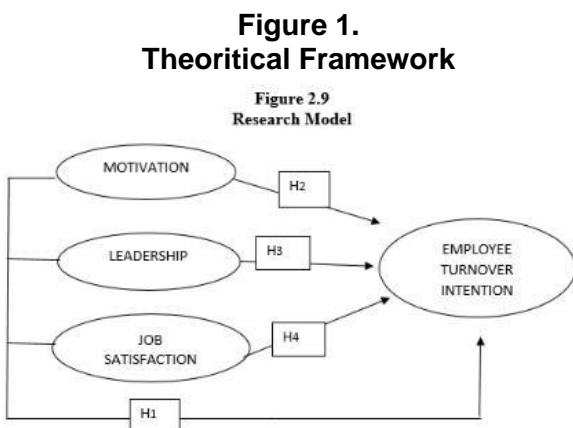 Figure 1.
Theoritical Framework
Figure 2.9
Research Model
MOTIVATION
H2
LEADERSHIP
H3
EMPLOYEE
TURNOVER
INTENTION
JOB
SATISFACTION
H4
H1